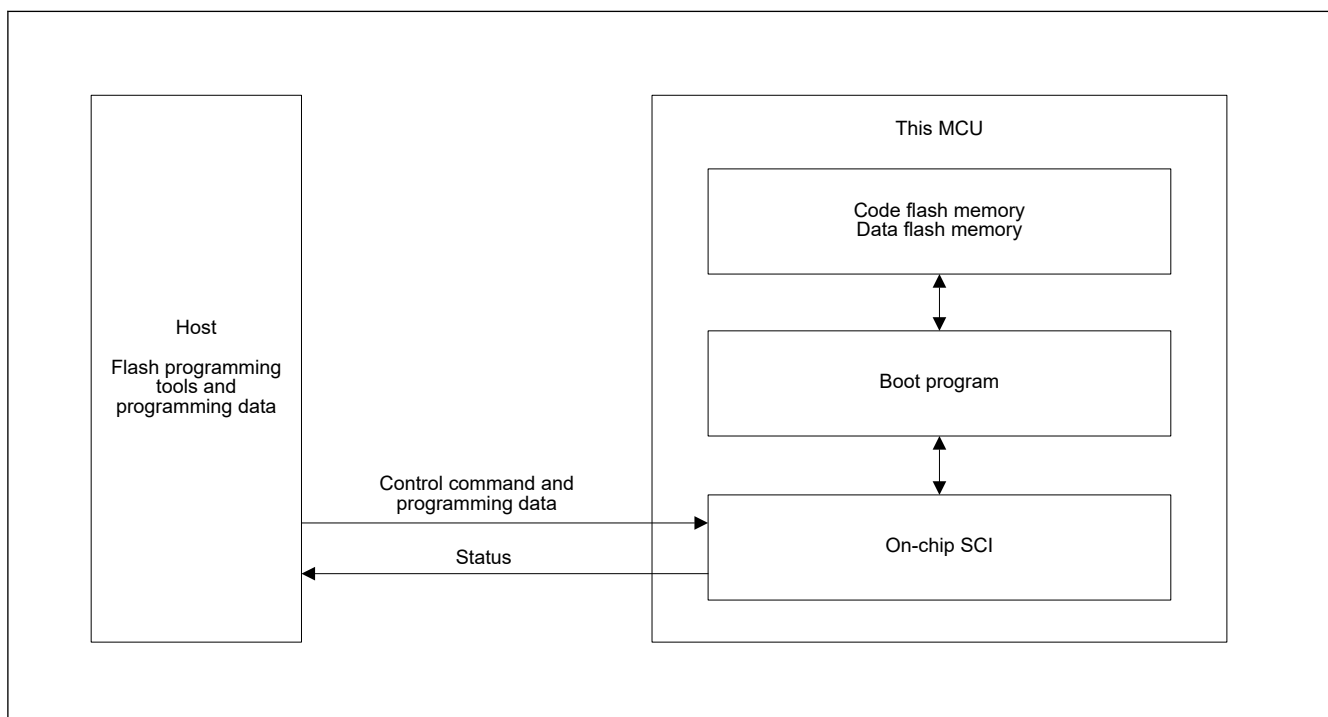 Host
Flash programming
tools and
programming data
Control command and
programming data
Status
This MCU
Code flash memory
Data flash memory
Boot program
On-chip SCI